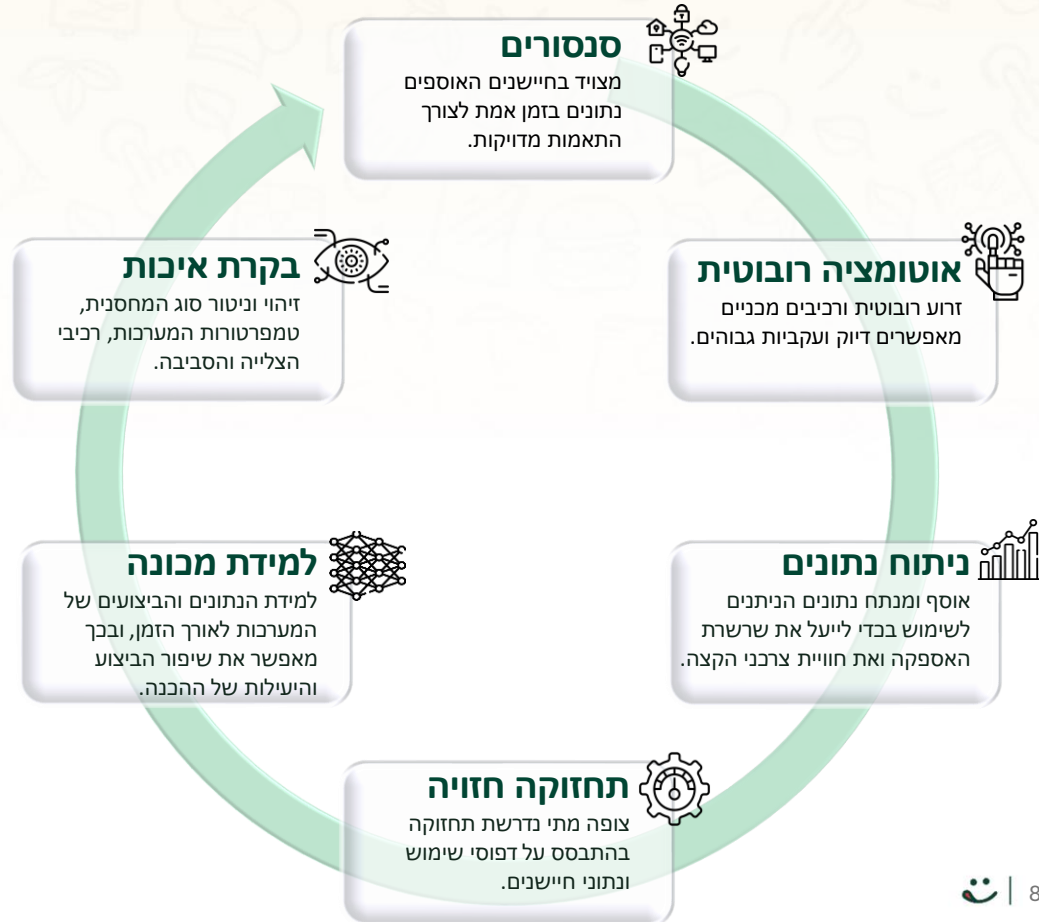 סנסורים
מצויד בחיישנים האוספים
נתונים בזמן אמת לצורך
התאמות מדויקות.
אוטומציה רובוטית
זרוע רובוטית ורכיבים מכניים
מאפשרים דיוק ועקביות גבוהים.
ניתוח נתונים
אוסף ומנתח נתונים הניתנים
לשימוש בכדי לייעל את שרשרת
האספקה ואת חוויית צרכני הקצה.
תחזוקה חזויה
צופה מתי נדרשת תחזוקה
בהתבסס על דפוסי שימוש
ונתוני חיישנים.
למידת מכונה
למידת הנתונים והביצועים של
המערכות לאורך הזמן, ובכך
מאפשר את שיפור הביצוע
והיעילות של ההכנה.
בקרת איכות
זיהוי וניטור סוג המחסנית,
טמפרטורות המערכות, רכיבי
הצלייה והסביבה.
8